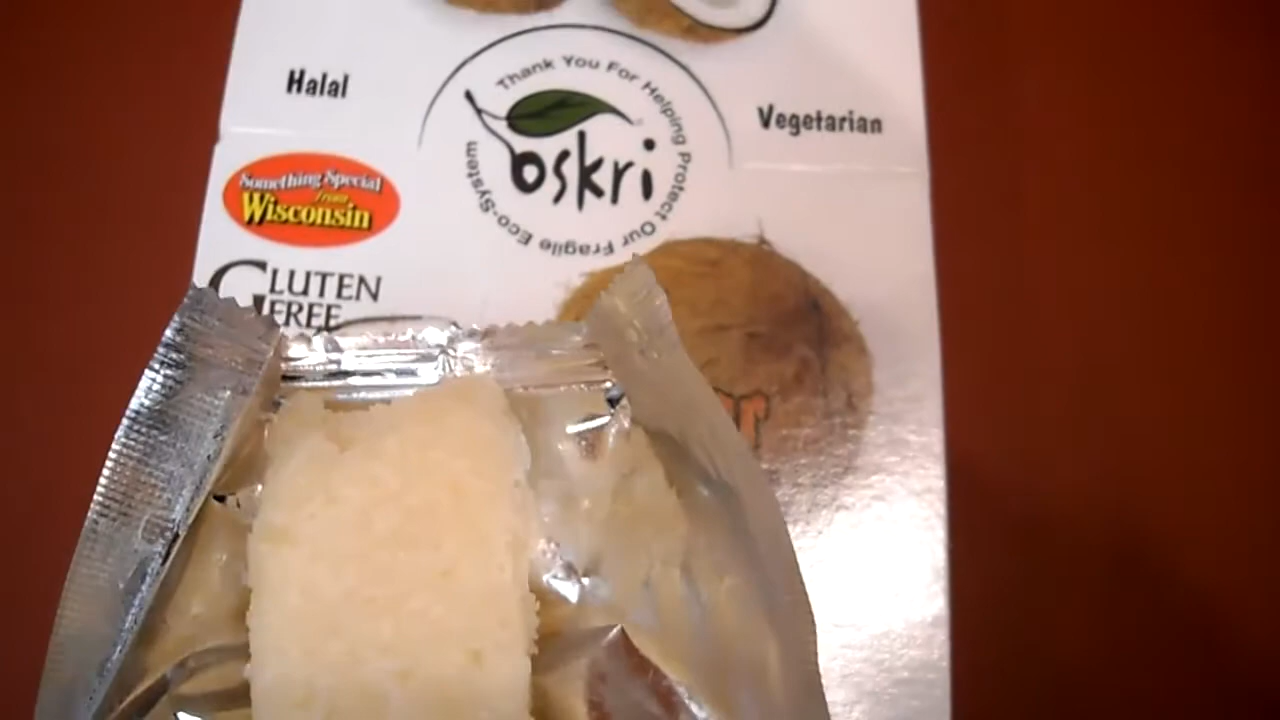 Halal
Thank You For Helping Protect Our Fragile Eco-System
oskri
Vegetarian
Something Special
from
Wisconsin
GLUTEN
FREE